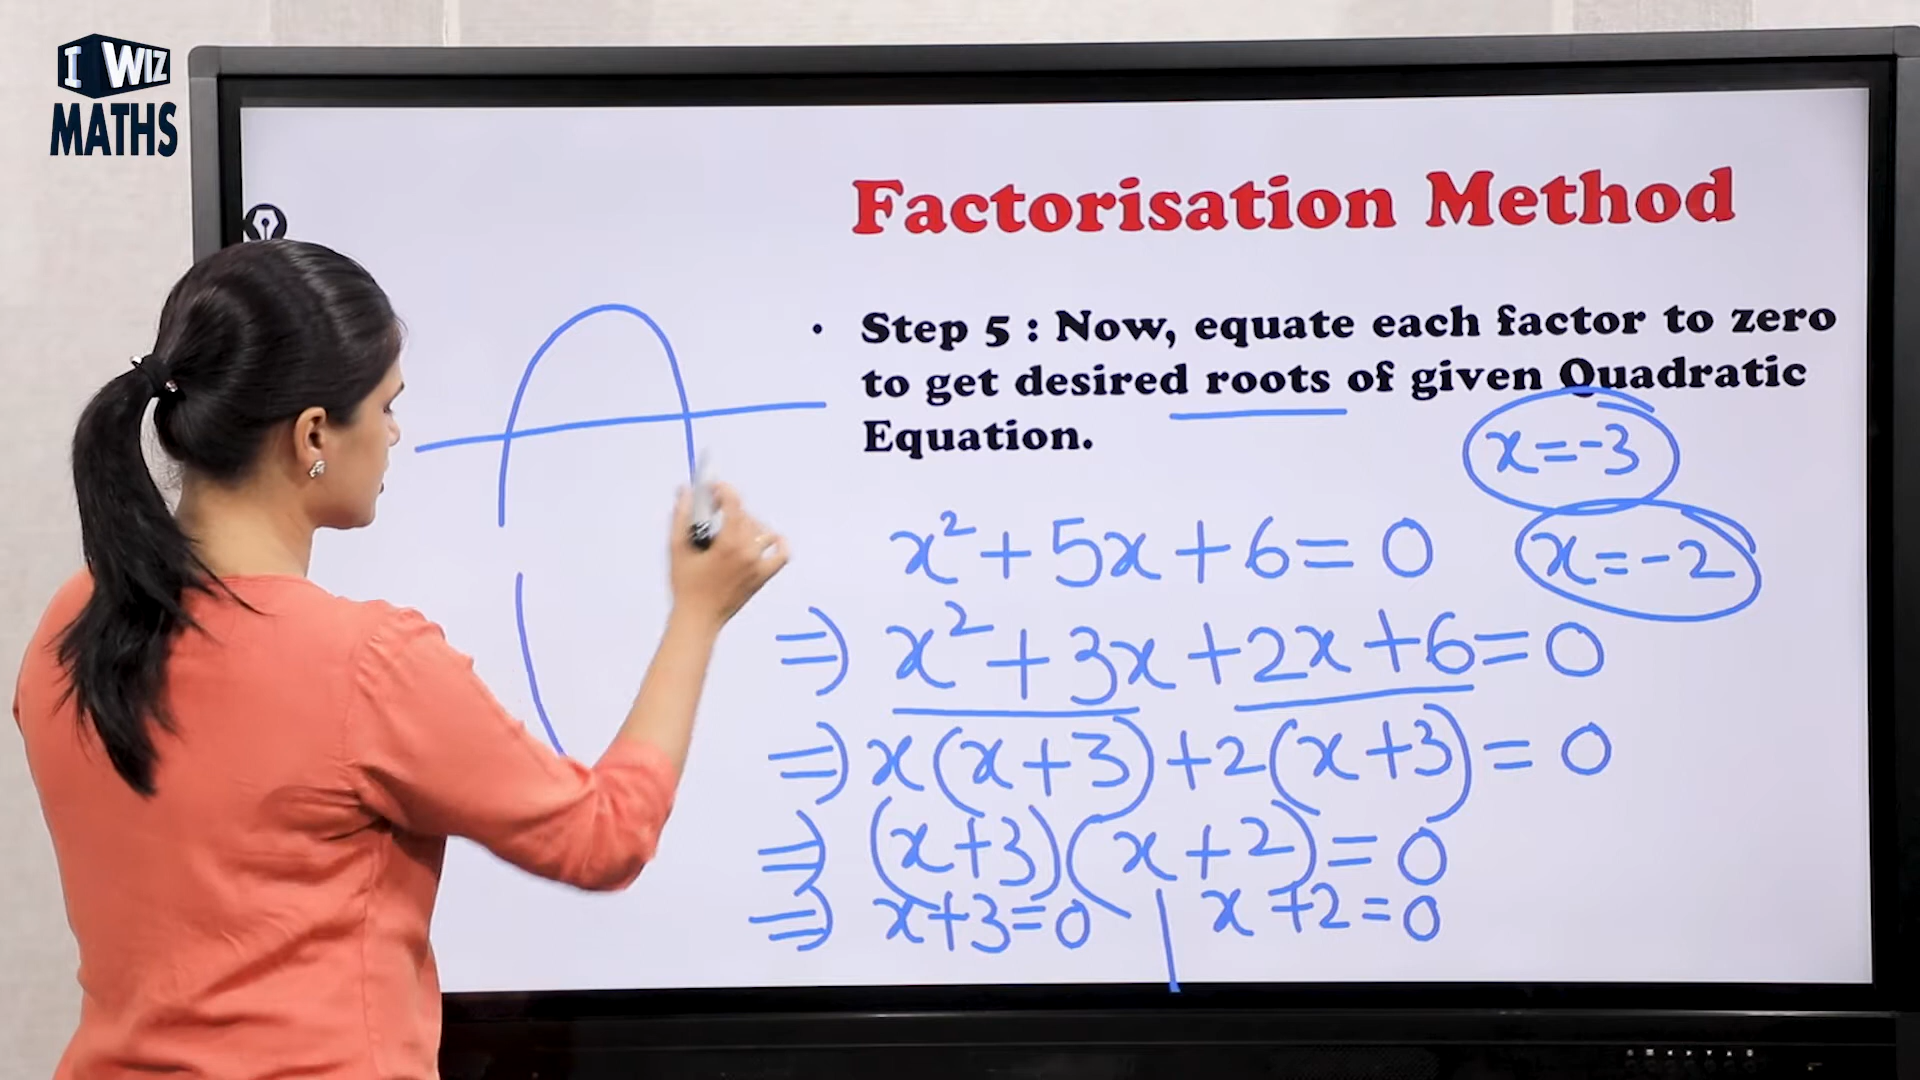 I WIZ
MATHS
Factorisation Method
• Step 5 : Now, equate each factor to zero
to get desired roots of given Quadratic
Equation.
x=-3
x=-2
x²+5x+6=0
⇒ x²+3x+2x+6=0
⇒ x(x+3)+2(x+3)=0
⇒ (x+3)(x+2)=0
⇒ x+3=0 | x+2=0